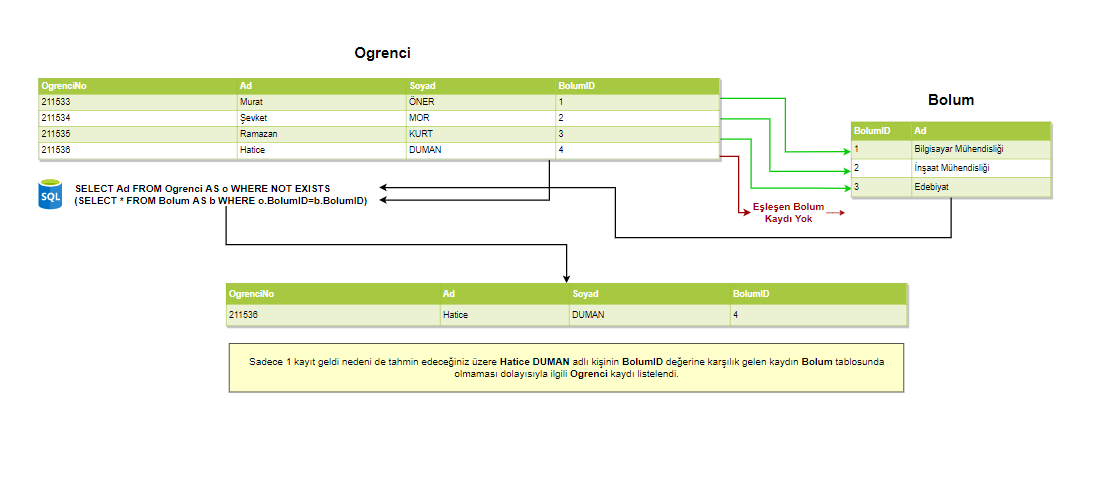 Ogrenci
OgrenciNo Ad Soyad BolumID
211533 Murat ÖNER 1
211534 Şevket MOR 2
211535 Ramazan KURT 3
211536 Hatice DUMAN 4
Bolum
BolumID Ad
1 Bilgisayar Mühendisliği
2 İnşaat Mühendisliği
3 Edebiyat
SQL
SELECT Ad FROM Ogrenci AS o WHERE NOT EXISTS
(SELECT * FROM Bolum AS b WHERE o.BolumID=b.BolumID)
Eşleşen Bolum
Kaydı Yok
OgrenciNo Ad Soyad BolumID
211536 Hatice DUMAN 4
Sadece 1 kayıt geldi nedeni de tahmin edeceğiniz üzere Hatice DUMAN adlı kişinin BolumID değerine karşılık gelen kaydın Bolum tablosunda
olmaması dolayısıyla ilgili Ogrenci kaydı listelendi.